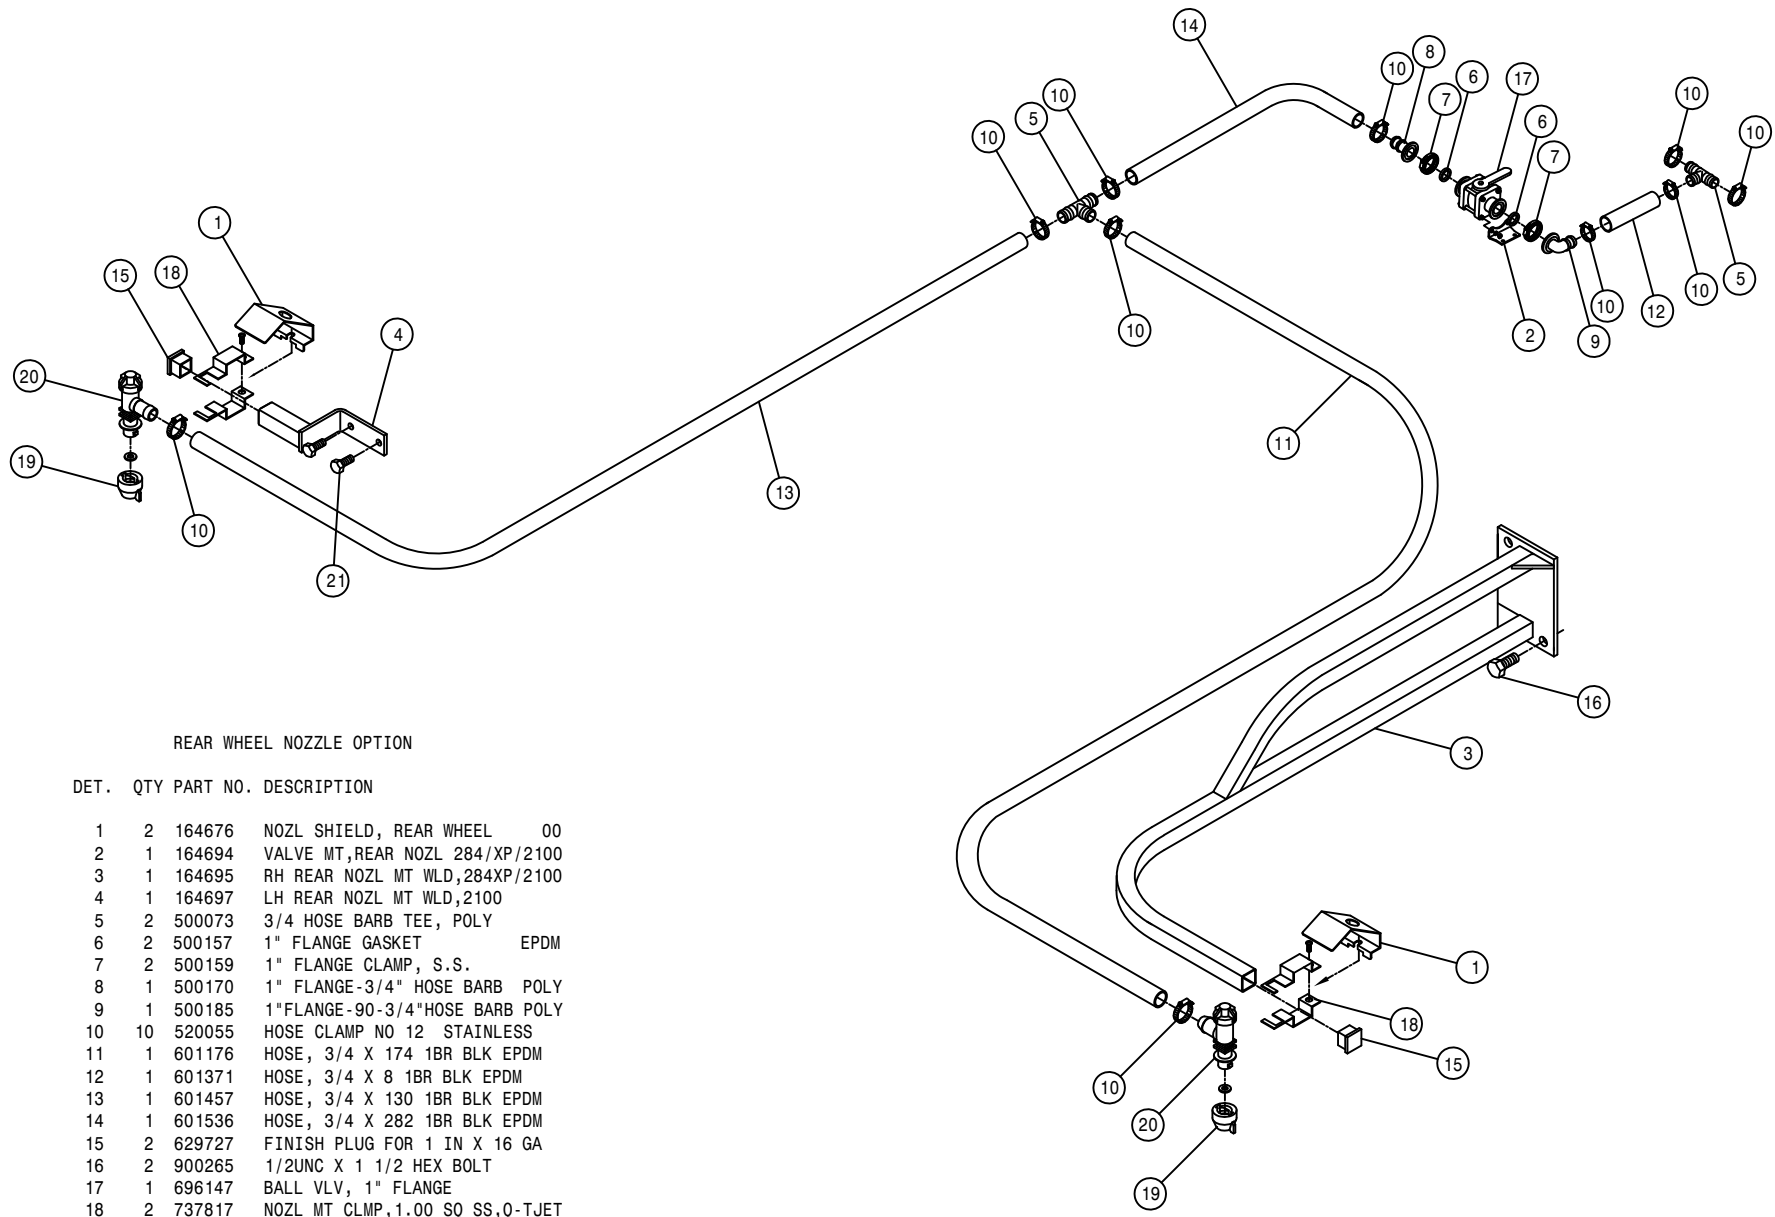 14
8
10
6
17
7
10
10
6
5
10
10
7
1
15
18
4
10
10
5
10
12
2
9
20
11
19
13
10
21
16
3
REAR WHEEL NOZZLE OPTION
DET. QTY PART NO. DESCRIPTION
1 2 164676 NOZL SHIELD, REAR WHEEL 00
2 1 164694 VALVE MT,REAR NOZL 284/XP/2100
3 1 164695 RH REAR NOZL MT WLD,284XP/2100
4 1 164697 LH REAR NOZL MT WLD,2100
5 2 500073 3/4 HOSE BARB TEE, POLY
6 2 500157 1" FLANGE GASKET EPDM
7 2 500159 1" FLANGE CLAMP, S.S.
8 1 500170 1" FLANGE-3/4" HOSE BARB POLY
9 1 500185 1"FLANGE-90-3/4"HOSE BARB POLY
10 10 520055 HOSE CLAMP NO 12 STAINLESS
11 1 601176 HOSE, 3/4 X 174 1BR BLK EPDM
12 1 601371 HOSE, 3/4 X 8 1BR BLK EPDM
13 1 601457 HOSE, 3/4 X 130 1BR BLK EPDM
14 1 601536 HOSE, 3/4 X 282 1BR BLK EPDM
15 2 629727 FINISH PLUG FOR 1 IN X 16 GA
16 2 900265 1/2UNC X 1 1/2 HEX BOLT
17 1 696147 BALL VLV, 1" FLANGE
18 2 737817 NOZL MT CLMP,1.00 SQ SS,Q-TJET
1
18
15
10
20
19